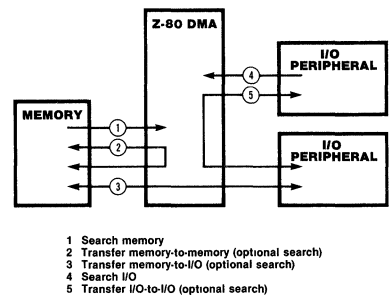 Z-80 DMA
I/O
PERIPHERAL
MEMORY
4
5
1
2
3
I/O
PERIPHERAL
1 Search memory
2 Transfer memory-to-memory (optional search)
3 Transfer memory-to-I/O (optional search)
4 Search I/O
5 Transfer I/O-to-I/O (optional search)